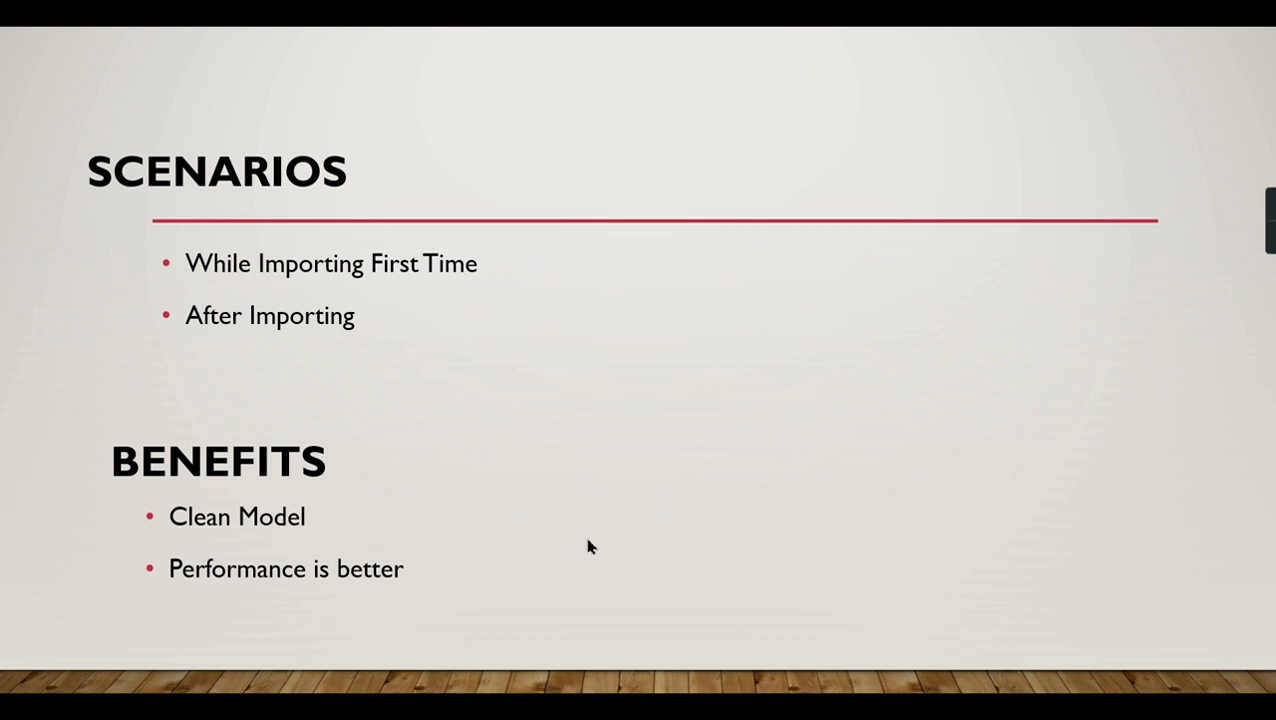 SCENARIOS
While Importing First Time
After Importing
BENEFITS
Clean Model
Performance is better